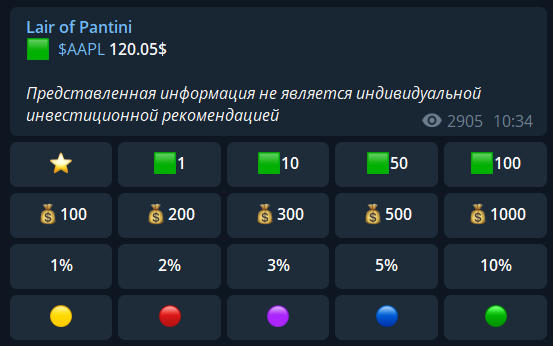 Lair of Pantini
$AAPL 120.05$
Представленная информация не является индивидуальной
инвестиционной рекомендацией
2905 10:34
1 10 50 100
100 200 300 500 1000
1% 2% 3% 5% 10%